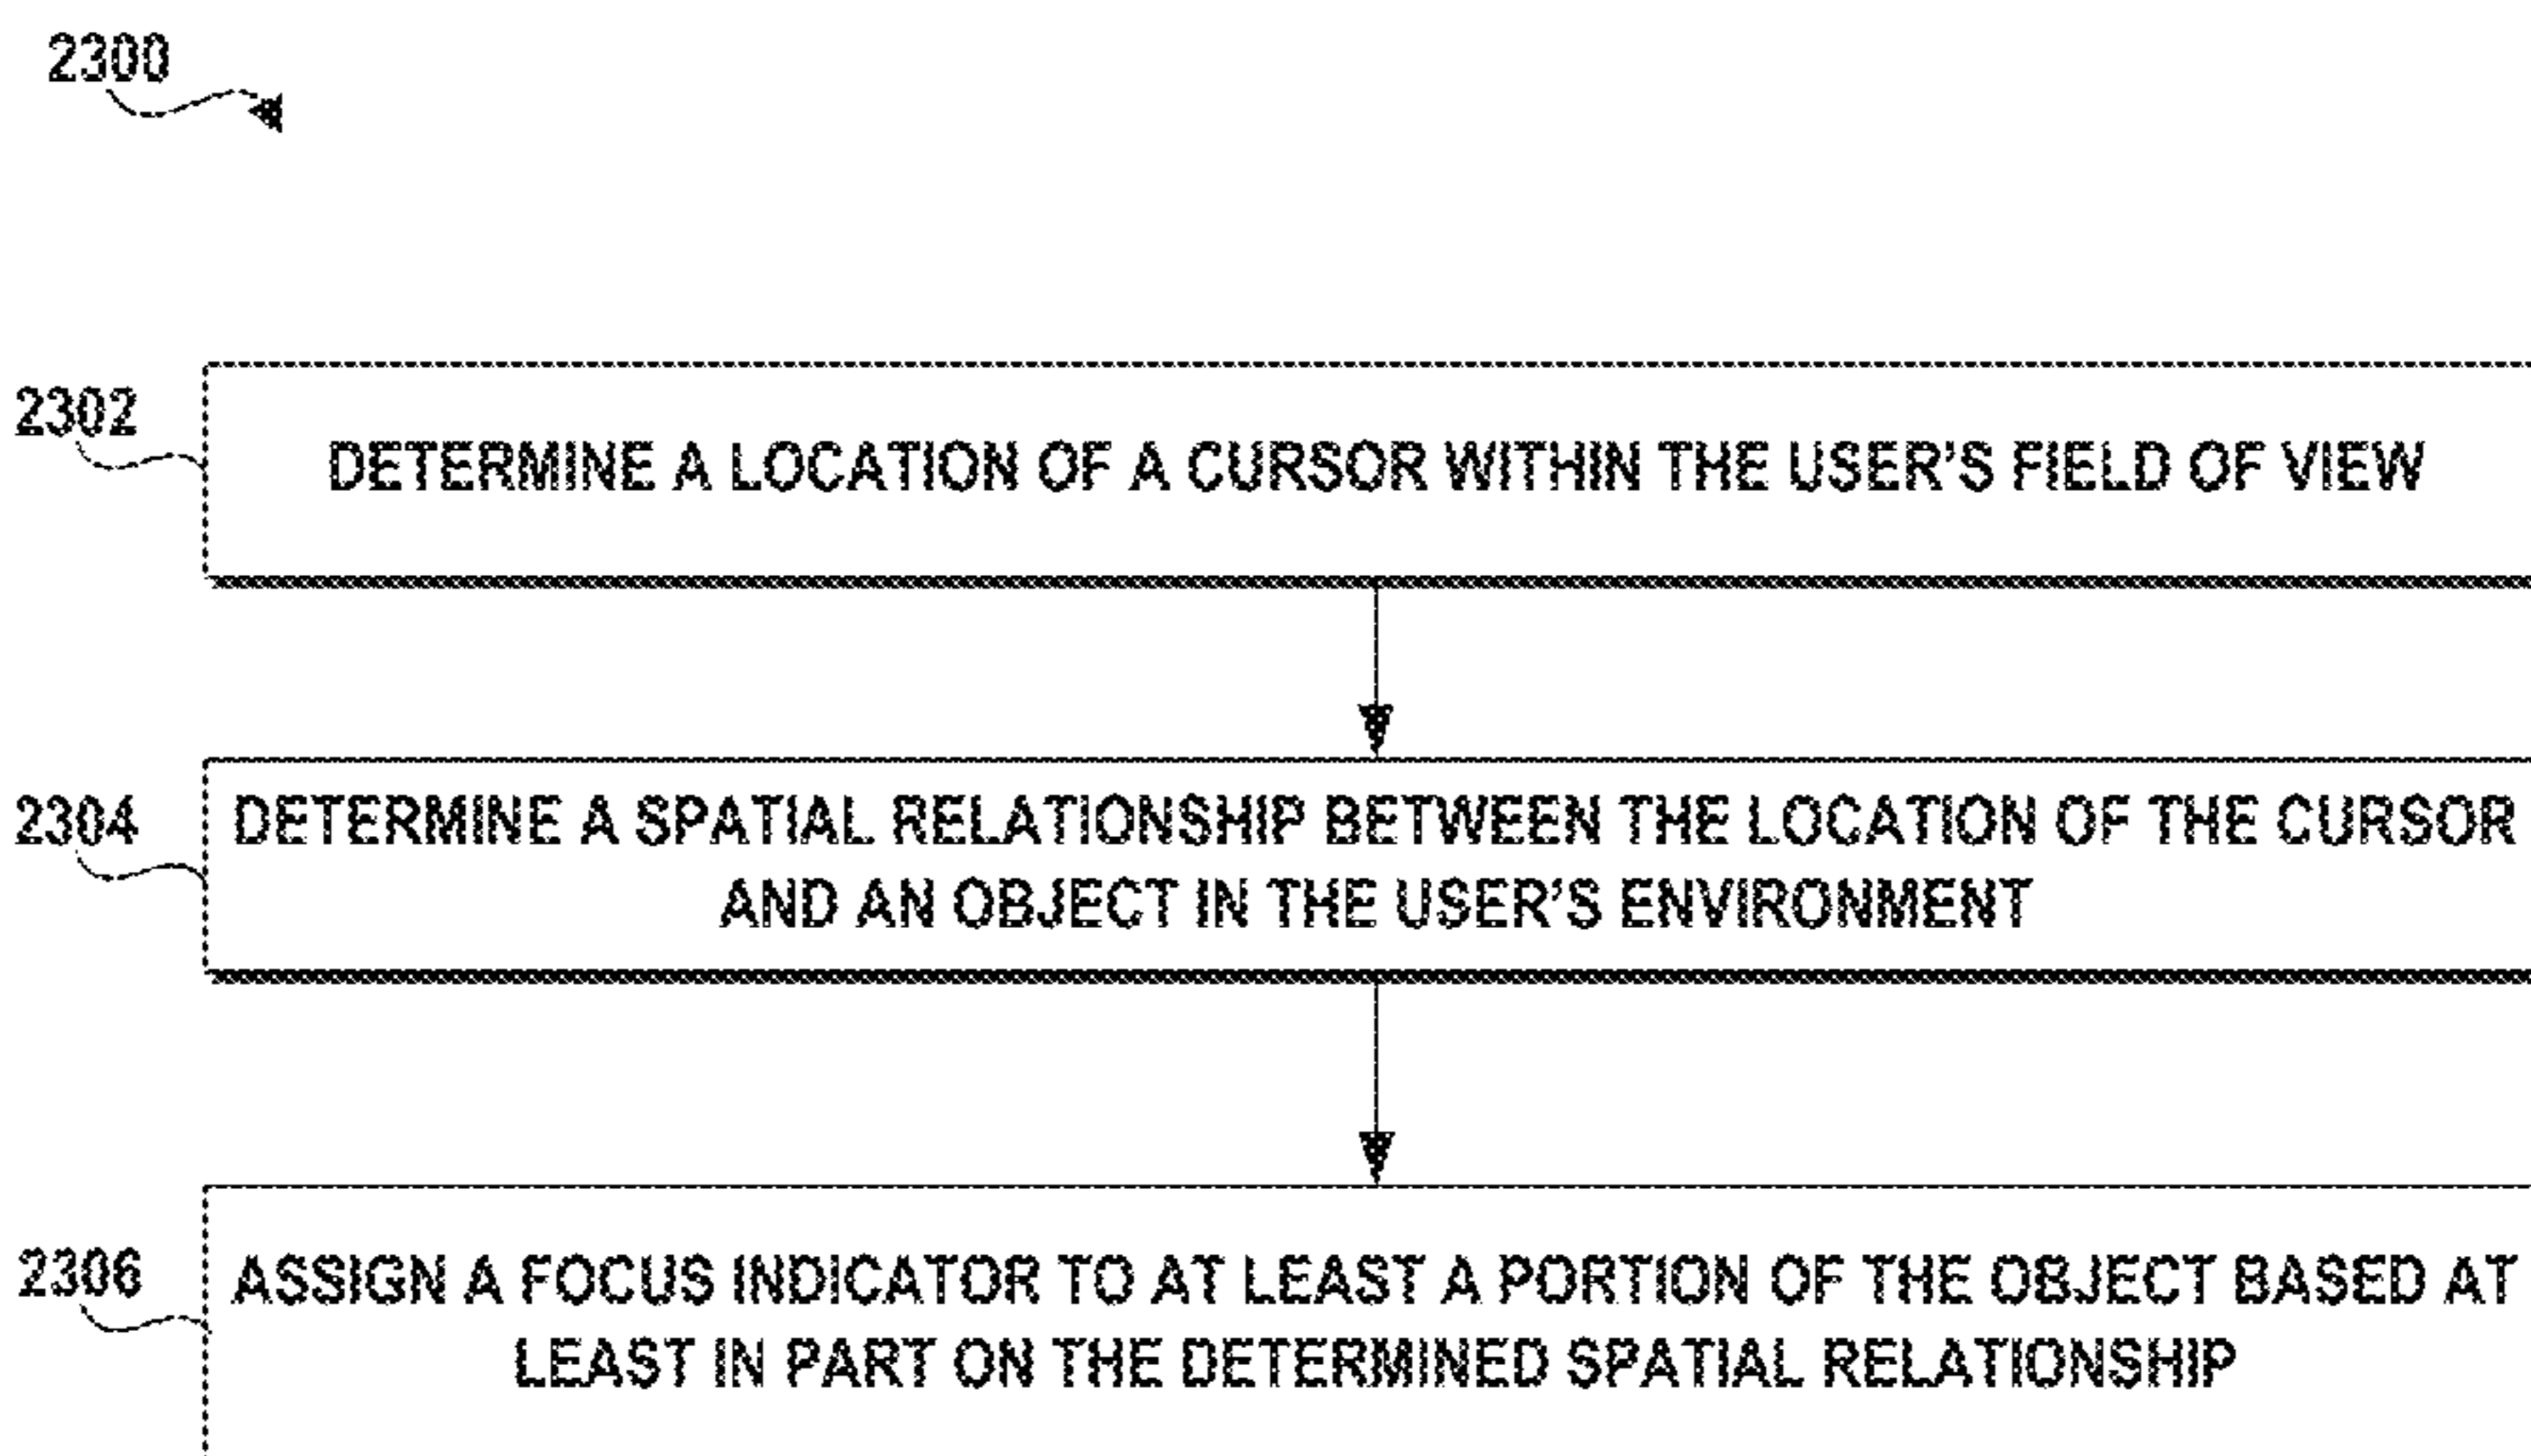 2300
2302
DETERMINE A LOCATION OF A CURSOR WITHIN THE USER'S FIELD OF VIEW
2304
DETERMINE A SPATIAL RELATIONSHIP BETWEEN THE LOCATION OF THE CURSOR
AND AN OBJECT IN THE USER'S ENVIRONMENT
2306
ASSIGN A FOCUS INDICATOR TO AT LEAST A PORTION OF THE OBJECT BASED AT
LEAST IN PART ON THE DETERMINED SPATIAL RELATIONSHIP